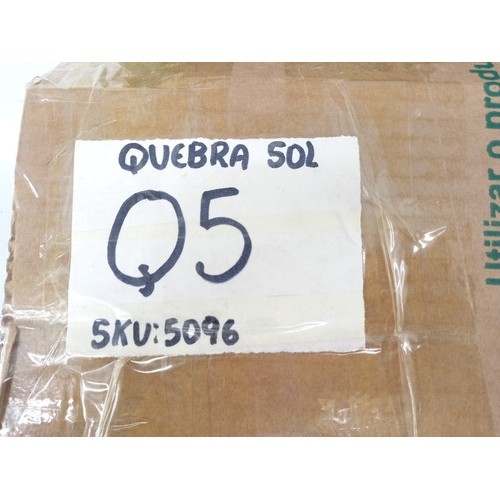 QUEBRA SOL
Q5
SKU:5096
Utilizar o produ